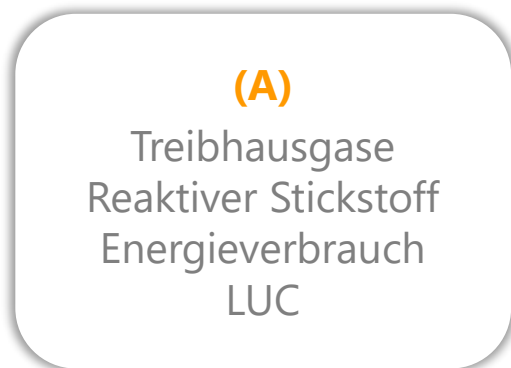 (A)
Treibhausgase
Reaktiver Stickstoff
Energieverbrauch
LUC